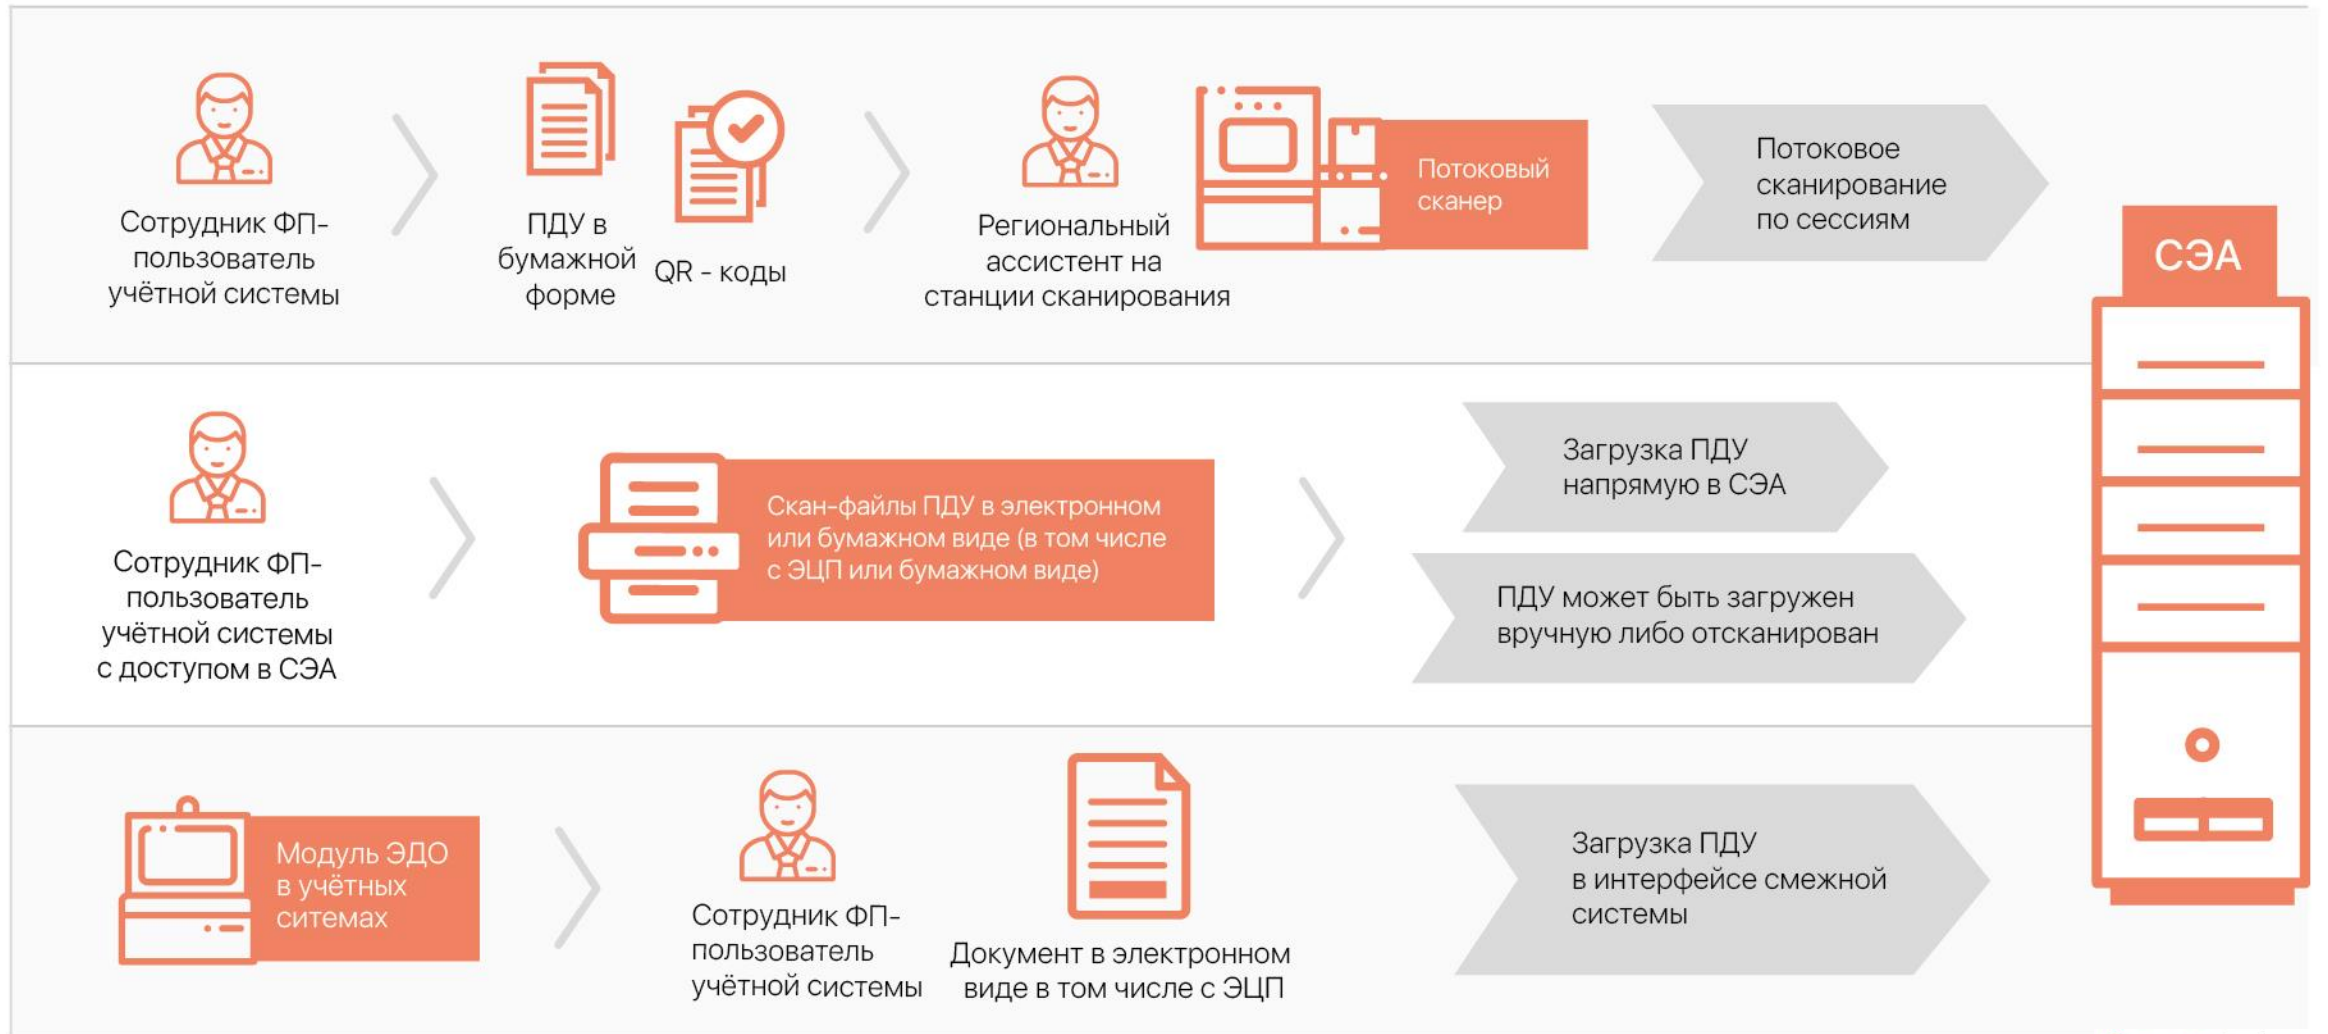 Сотрудник ФП-
пользователь
учётной системы
ПДУ в
бумажной
форме
QR - коды
Региональный
ассистент на
станции сканирования
Потоковый
сканер
Потоковое
сканирование
по сессиям
СЭА
Сотрудник ФП-
пользователь
учётной системы
с доступом в СЭА
Скан-файлы ПДУ в электронном
или бумажном виде (в том числе
с ЭЦП или бумажном виде)
Загрузка ПДУ
напрямую в СЭА
ПДУ может быть загружен
вручную либо отсканирован
Модуль ЭДО
в учётных
ситемах
Сотрудник ФП-
пользователь
учётной системы
Документ в электронном
виде в том числе с ЭЦП
Загрузка ПДУ
в интерфейсе смежной
системы